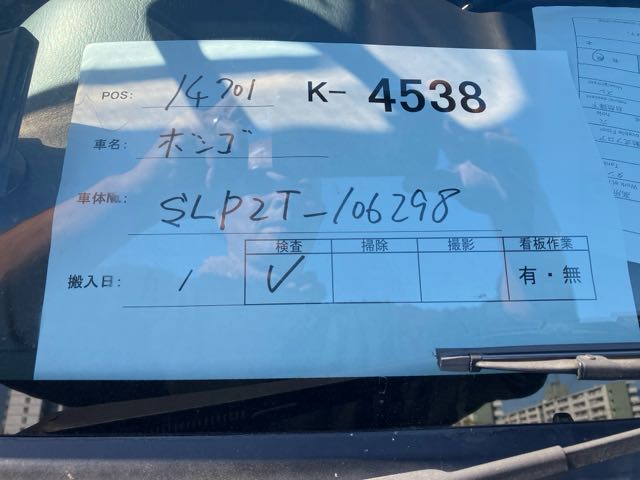 POS: 14701 K-4538
車名: ボンゴ
車体No.: SLP2T-106298
検査 掃除 撮影 看板作業
搬入日: 1 ✓ 有・無